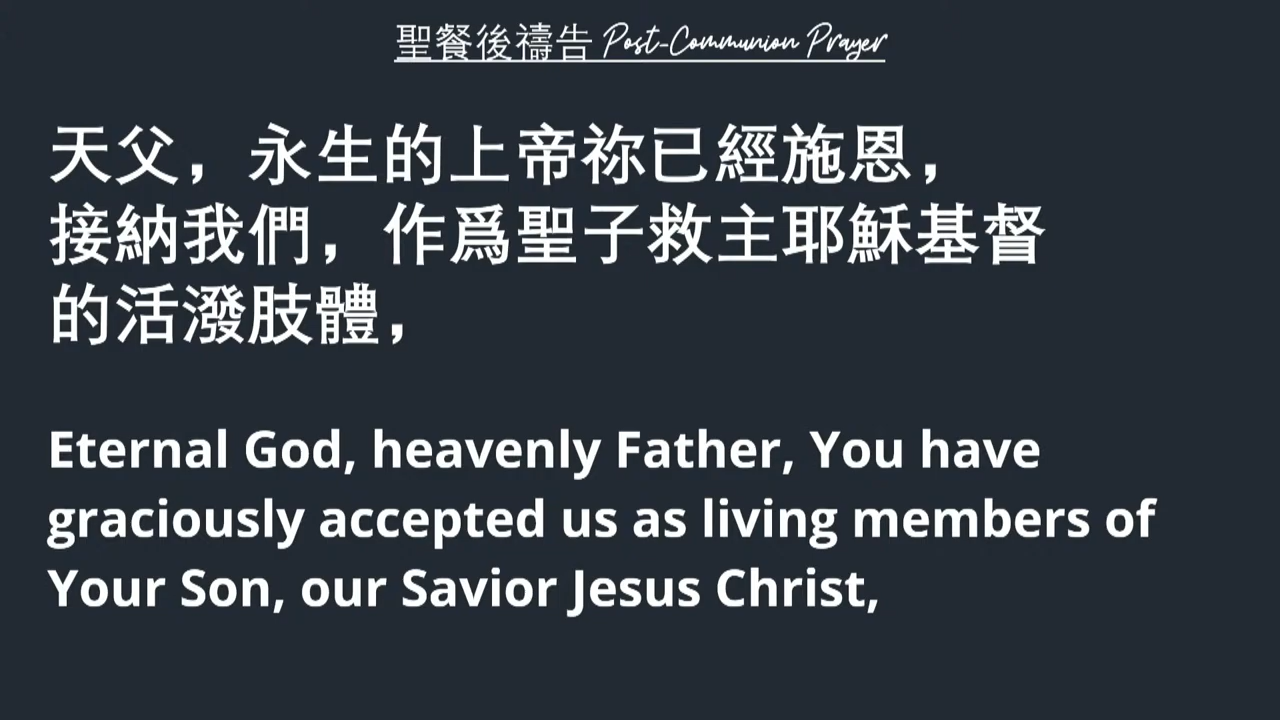 聖餐後禱告 Post-Communion Prayer
天父，永生的上帝祢已經施恩，
接納我們，作爲聖子救主耶穌基督
的活潑肢體，
Eternal God, heavenly Father, You have
graciously accepted us as living members of
Your Son, our Savior Jesus Christ,